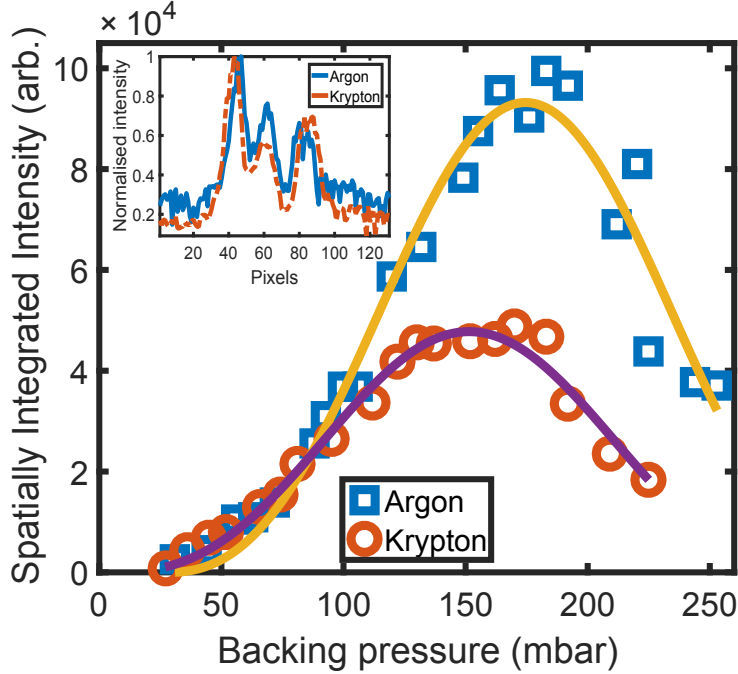 × 10⁴
Spatially Integrated Intensity (arb.)
10
8
6
4
2
0
0 50 100 150 200 250
Backing pressure (mbar)
Argon
Krypton
Normalised intensity
1
0.8
0.6
0.4
0.2
20 40 60 80 100 120
Pixels
Argon
Krypton